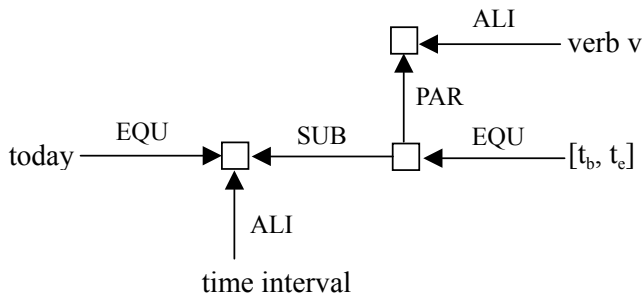 ALI
verb v
PAR
EQU SUB EQU
today [t_b, t_e]
ALI
time interval